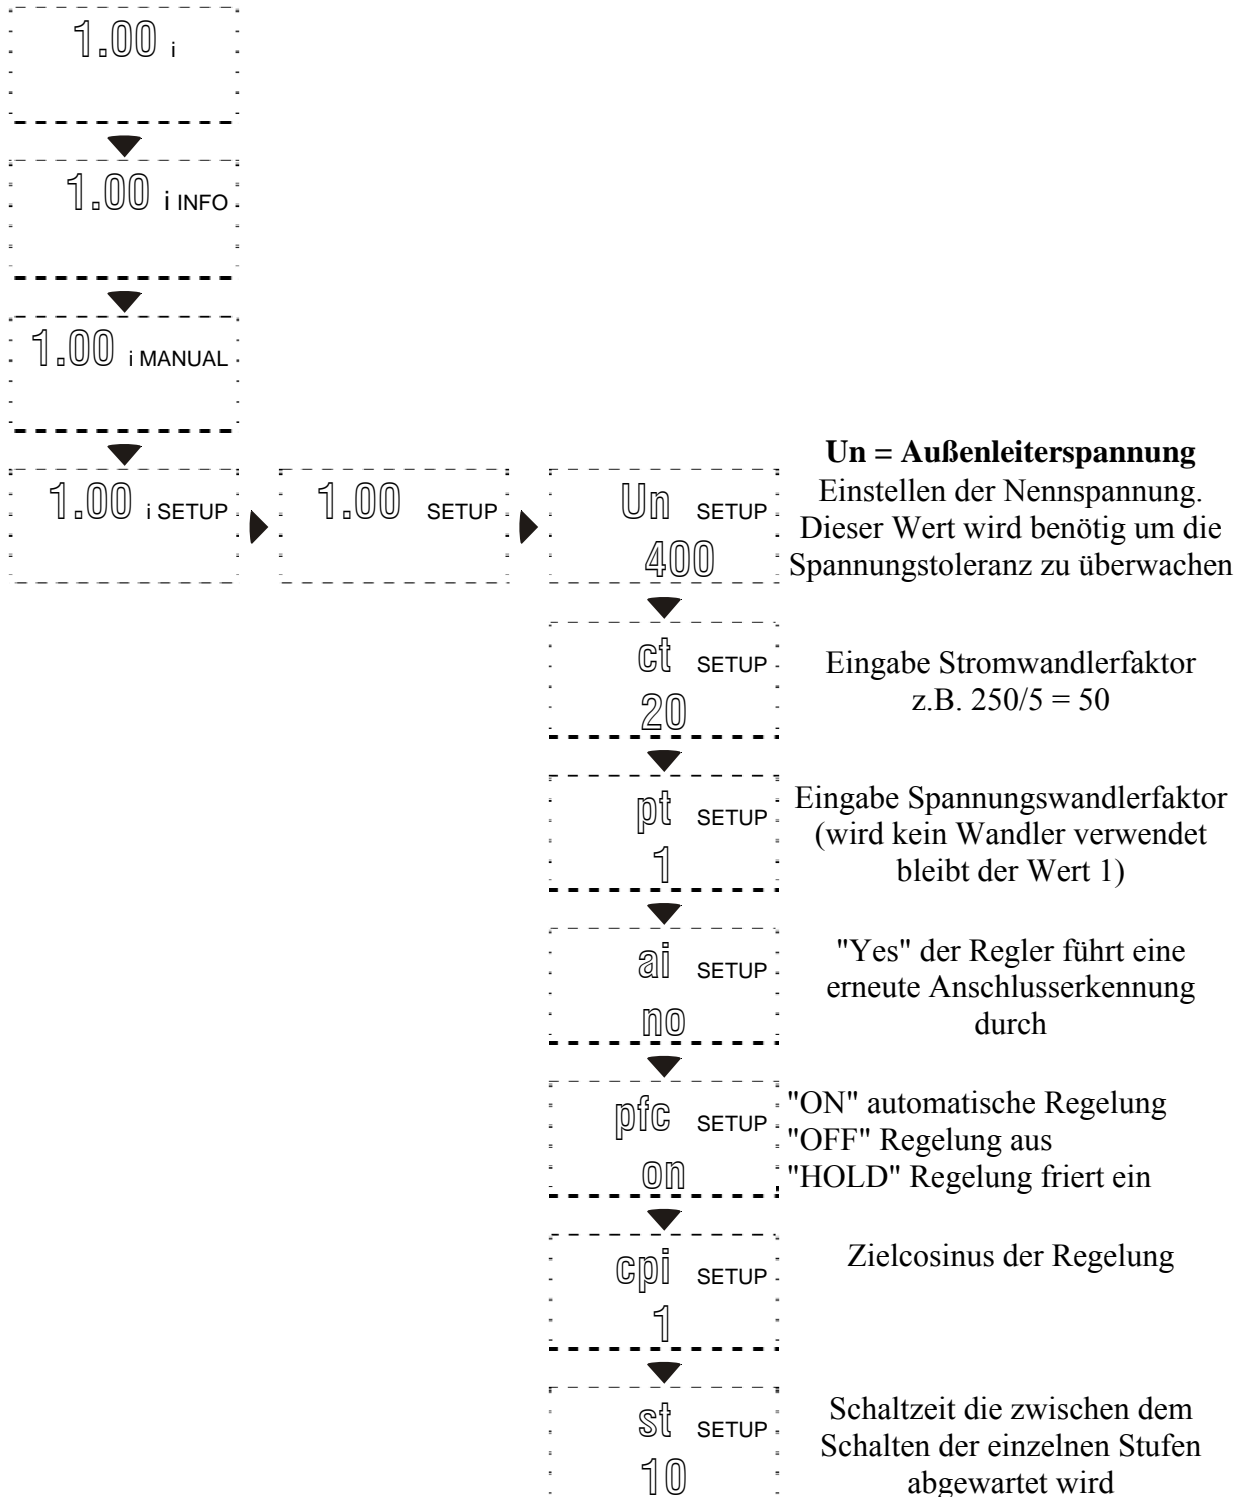 1.00 i
1.00 i INFO
1.00 i MANUAL
1.00 i SETUP
1.00 SETUP
Un SETUP
400
Un = Außenleiterspannung
Einstellen der Nennspannung.
Dieser Wert wird benötig um die
Spannungstoleranz zu überwachen
ct SETUP
20
Eingabe Stromwandlerfaktor
z.B. 250/5 = 50
pt SETUP
1
Eingabe Spannungswandlerfaktor
(wird kein Wandler verwendet
bleibt der Wert 1)
ai SETUP
no
"Yes" der Regler führt eine
erneute Anschlusserkennung
durch
pfc SETUP
on
"ON" automatische Regelung
"OFF" Regelung aus
"HOLD" Regelung friert ein
cpi SETUP
1
Zielcosinus der Regelung
st SETUP
10
Schaltzeit die zwischen dem
Schalten der einzelnen Stufen
abgewartet wird